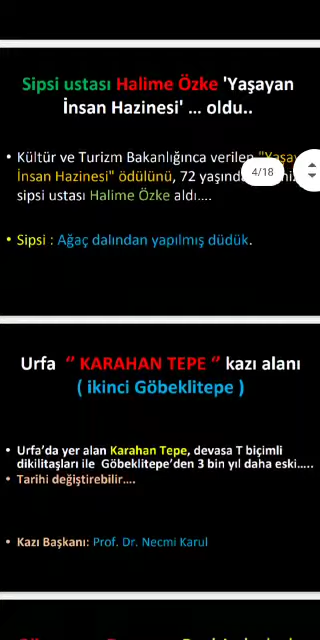 Sipsi ustası Halime Özke 'Yaşayan
İnsan Hazinesi' ... oldu..
• Kültür ve Turizm Bakanlığınca verilen
İnsan Hazinesi" ödülünü, 72 yaşında
sipsi ustası Halime Özke aldı....
4/18
• Sipsi : Ağaç dalından yapılmış düdük.
Urfa “ KARAHAN TEPE ” kazı alanı
( ikinci Göbeklitepe )
• Urfa’da yer alan Karahan Tepe, devasa T biçimli
dikilitaşları ile Göbeklitepe’den 3 bin yıl daha eski.....
• Tarihi değiştirebilir....
• Kazı Başkanı: Prof. Dr. Necmi Karul